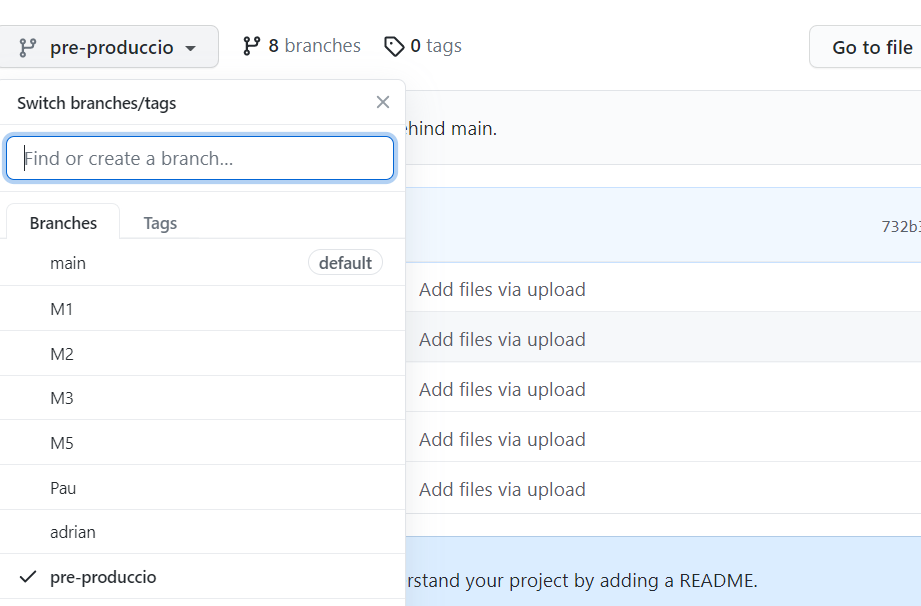 pre-produccio
8 branches
0 tags
Go to file
Switch branches/tags
hind main.
Find or create a branch...
Branches
Tags
732b
main
default
Add files via upload
M1
Add files via upload
M2
M3
Add files via upload
M5
Add files via upload
Pau
Add files via upload
adrian
pre-produccio
rstand your project by adding a README.